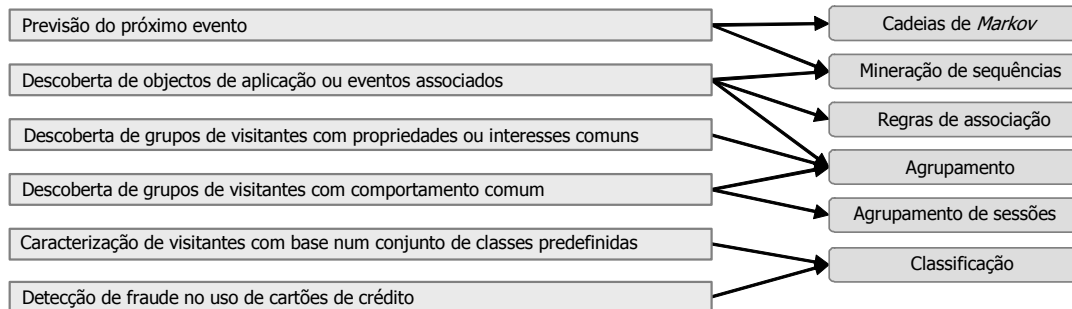 Previsão do próximo evento
Cadeias de Markov
Descoberta de objectos de aplicação ou eventos associados
Mineração de sequências
Regras de associação
Descoberta de grupos de visitantes com propriedades ou interesses comuns
Agrupamento
Descoberta de grupos de visitantes com comportamento comum
Agrupamento de sessões
Caracterização de visitantes com base num conjunto de classes predefinidas
Classificação
Detecção de fraude no uso de cartões de crédito